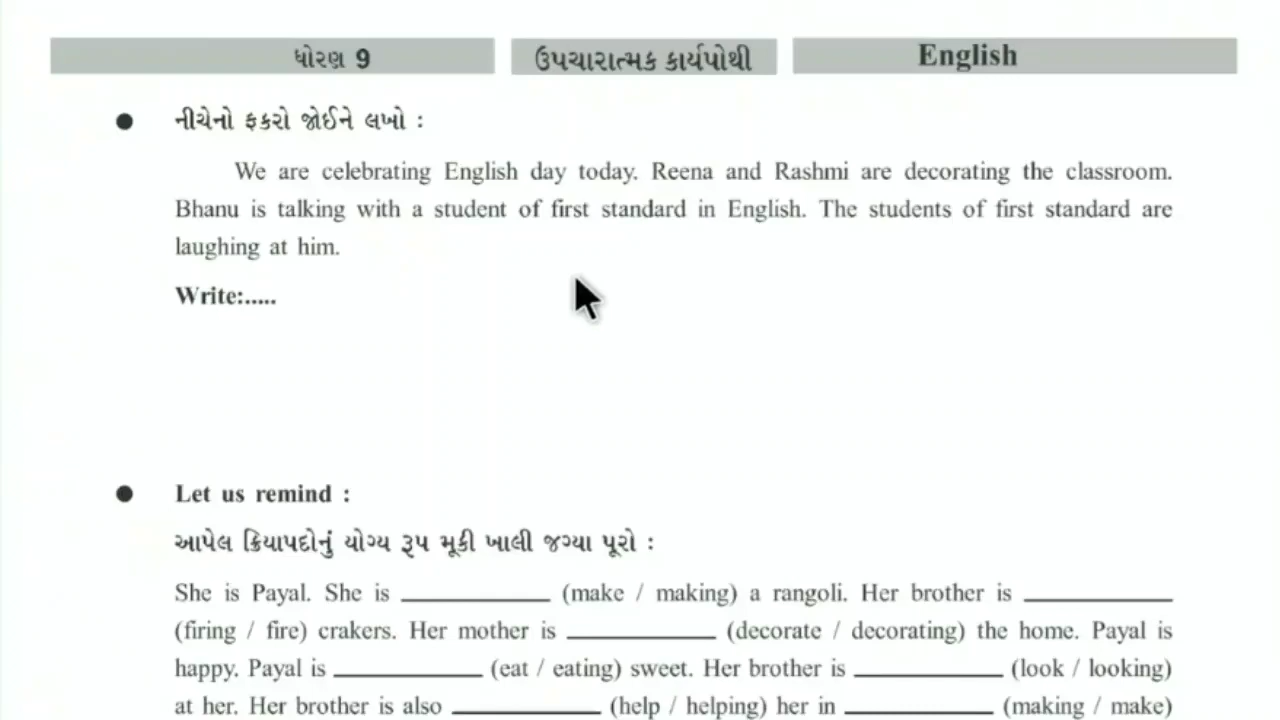 ધોરણ 9 ઉપચારાત્મક કાર્યપોથી English
● નીચેનો ફકરો જોઈને લખો :
We are celebrating English day today. Reena and Rashmi are decorating the classroom.
Bhanu is talking with a student of first standard in English. The students of first standard are
laughing at him.
Write:.....
● Let us remind :
આપેલ ક્રિયાપદોનું યોગ્ય રૂપ મૂકી ખાલી જગ્યા પૂરો :
She is Payal. She is ____________ (make / making) a rangoli. Her brother is ____________
(firing / fire) crakers. Her mother is ____________ (decorate / decorating) the home. Payal is
happy. Payal is ____________ (eat / eating) sweet. Her brother is ____________ (look / looking)
at her. Her brother is also ____________ (help / helping) her in ____________ (making / make)